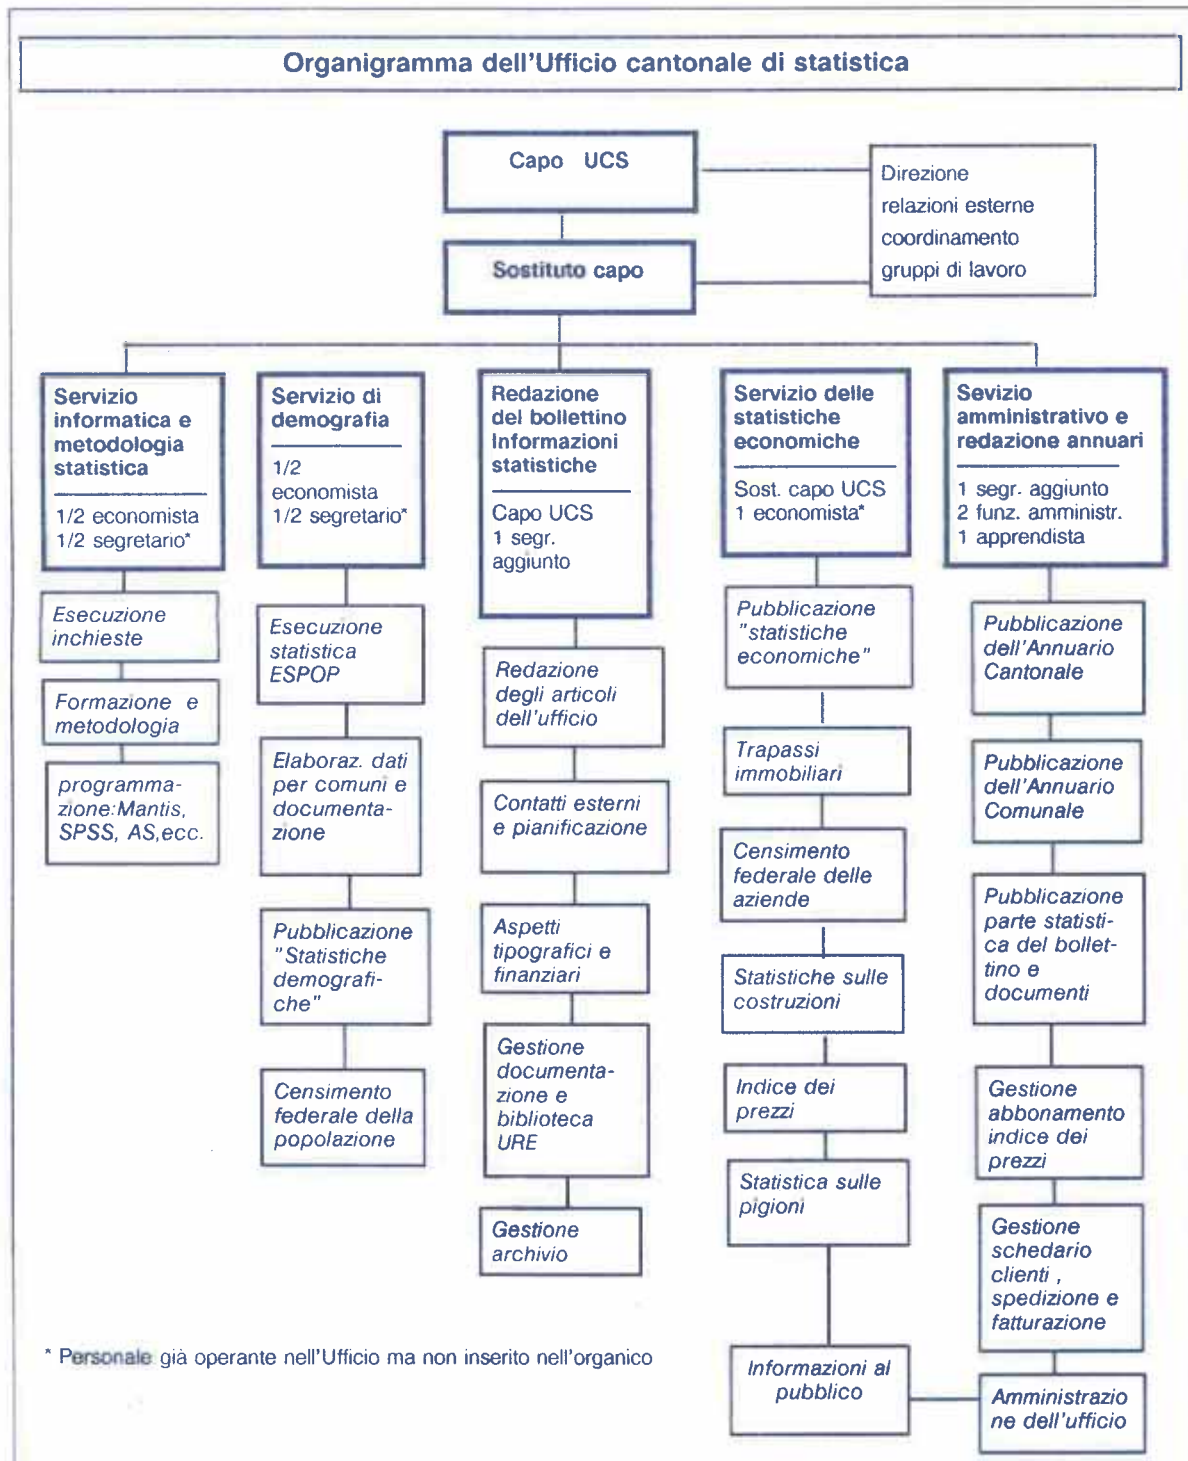 Organigramma dell'Ufficio cantonale di statistica
Capo UCS
Direzione
relazioni esterne
coordinamento
gruppi di lavoro
Sostituto capo
Servizio
informatica e
metodologia
statistica
1/2 economista
1/2 segretario*
Esecuzione
inchieste
Formazione e
metodologia
programma-
zione:Mantis,
SPSS, AS,ecc.
Servizio di
demografia
1/2
economista
1/2 segretario*
Esecuzione
statistica
ESPOP
Elaboraz. dati
per comuni e
documenta-
zione
Pubblicazione
"Statistiche
demografi-
che"
Censimento
federale della
popolazione
Redazione
del bollettino
Informazioni
statistiche
Capo UCS
1 segr.
aggiunto
Redazione
degli articoli
dell'ufficio
Contatti esterni
e pianificazione
Aspetti
tipografici e
finanziari
Gestione
documenta-
zione e
biblioteca
URE
Gestione
archivio
Servizio delle
statistiche
economiche
Sost. capo UCS
1 economista*
Pubblicazione
"statistiche
economiche"
Trapassi
immobiliari
Censimento
federale delle
aziende
Statistiche sulle
costruzioni
Indice dei
prezzi
Statistica sulle
pigioni
Informazioni al
pubblico
Sevizio
amministrativo e
redazione annuari
1 segr. aggiunto
2 funz. amministr.
1 apprendista
Pubblicazione
dell'Annuario
Cantonale
Pubblicazione
dell'Annuario
Comunale
Pubblicazione
parte statisti-
ca del bollet-
tino e
documenti
Gestione
abbonamento
indice dei
prezzi
Gestione
schedario
clienti ,
spedizione e
fatturazione
Amministrazio
ne dell'ufficio
* Personale già operante nell'Ufficio ma non inserito nell'organico